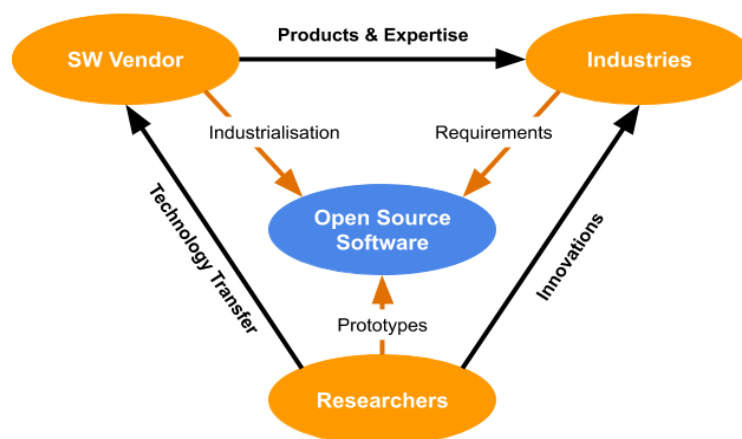 Products & Expertise
SW Vendor
Industries
Industrialisation
Requirements
Open Source
Software
Technology Transfer
Innovations
Prototypes
Researchers